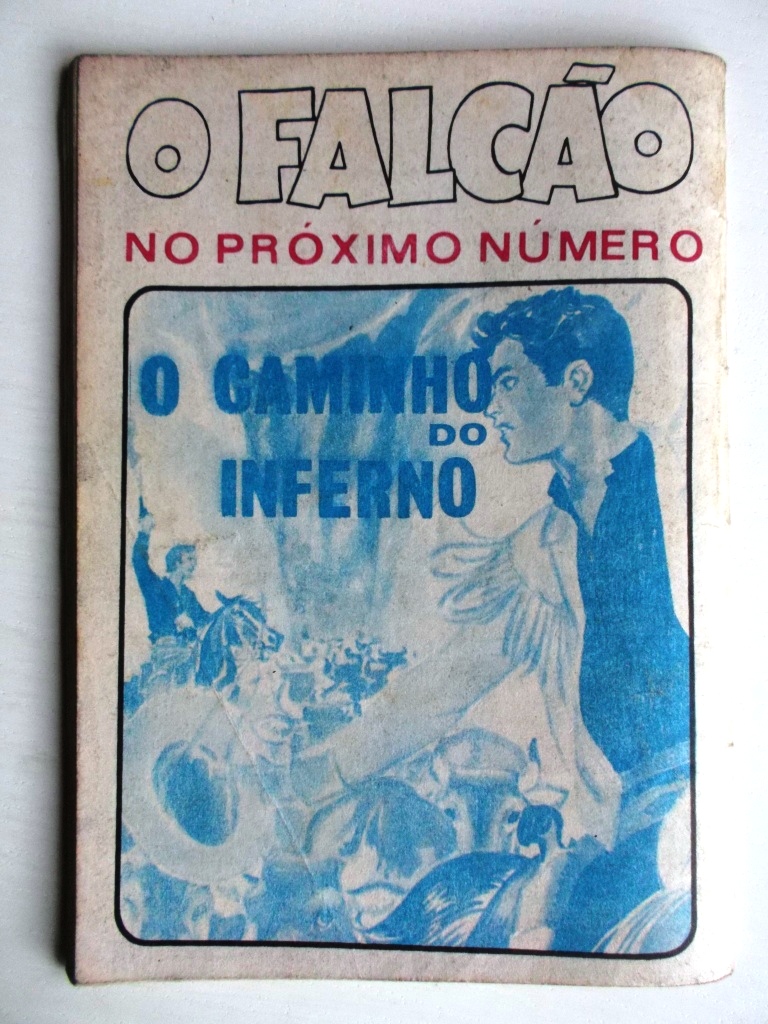 O FALCÃO
NO PRÓXIMO NÚMERO
O CAMINHO
DO
INFERNO